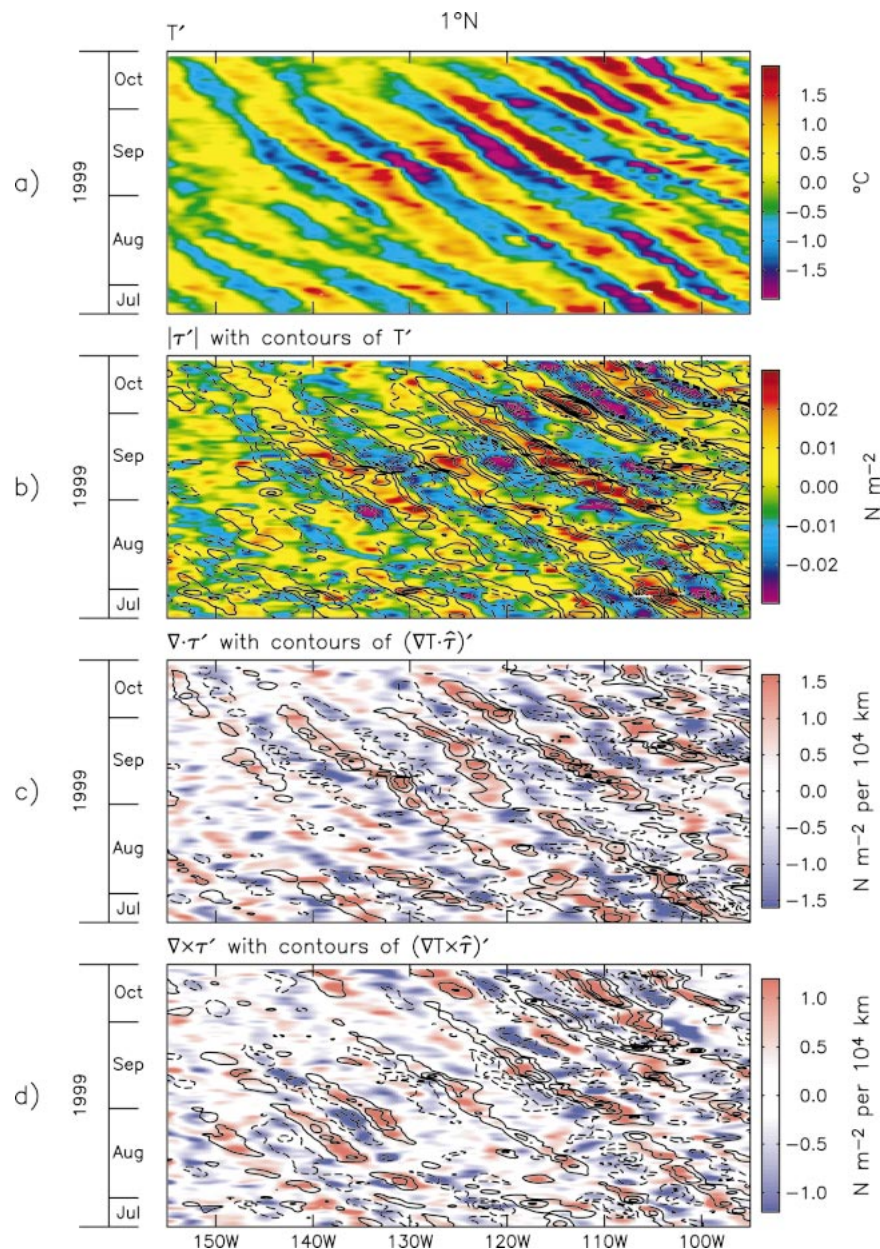 1°N
T′
a)
1999
Oct
Sep
Aug
Jul
1.5
1.0
0.5
0.0
−0.5
−1.0
−1.5
°C
|τ′| with contours of T′
b)
1999
Oct
Sep
Aug
Jul
0.02
0.01
0.00
−0.01
−0.02
N m⁻²
∇·τ′ with contours of (∇T·τ̂)′
c)
1999
Oct
Sep
Aug
Jul
1.5
1.0
0.5
0.0
−0.5
−1.0
−1.5
N m⁻² per 10⁴ km
∇×τ′ with contours of (∇T×τ̂)′
d)
1999
Oct
Sep
Aug
Jul
1.0
0.5
0.0
−0.5
−1.0
N m⁻² per 10⁴ km
150W 140W 130W 120W 110W 100W